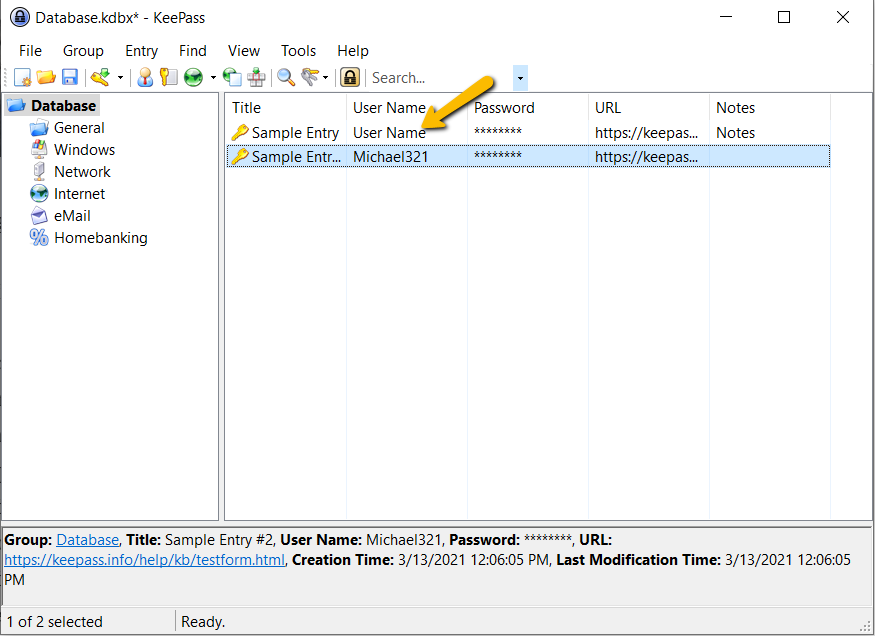 Database.kdbx* - KeePass
File Group Entry Find View Tools Help
Search...
Database
General
Windows
Network
Internet
eMail
Homebanking
Title User Name Password URL Notes
Sample Entry User Name ******** https://keepas... Notes
Sample Entr... Michael321 ******** https://keepas...
Group: Database, Title: Sample Entry #2, User Name: Michael321, Password: ********, URL:
https://keepass.info/help/kb/testform.html, Creation Time: 3/13/2021 12:06:05 PM, Last Modification Time: 3/13/2021 12:06:05
PM
1 of 2 selected Ready.